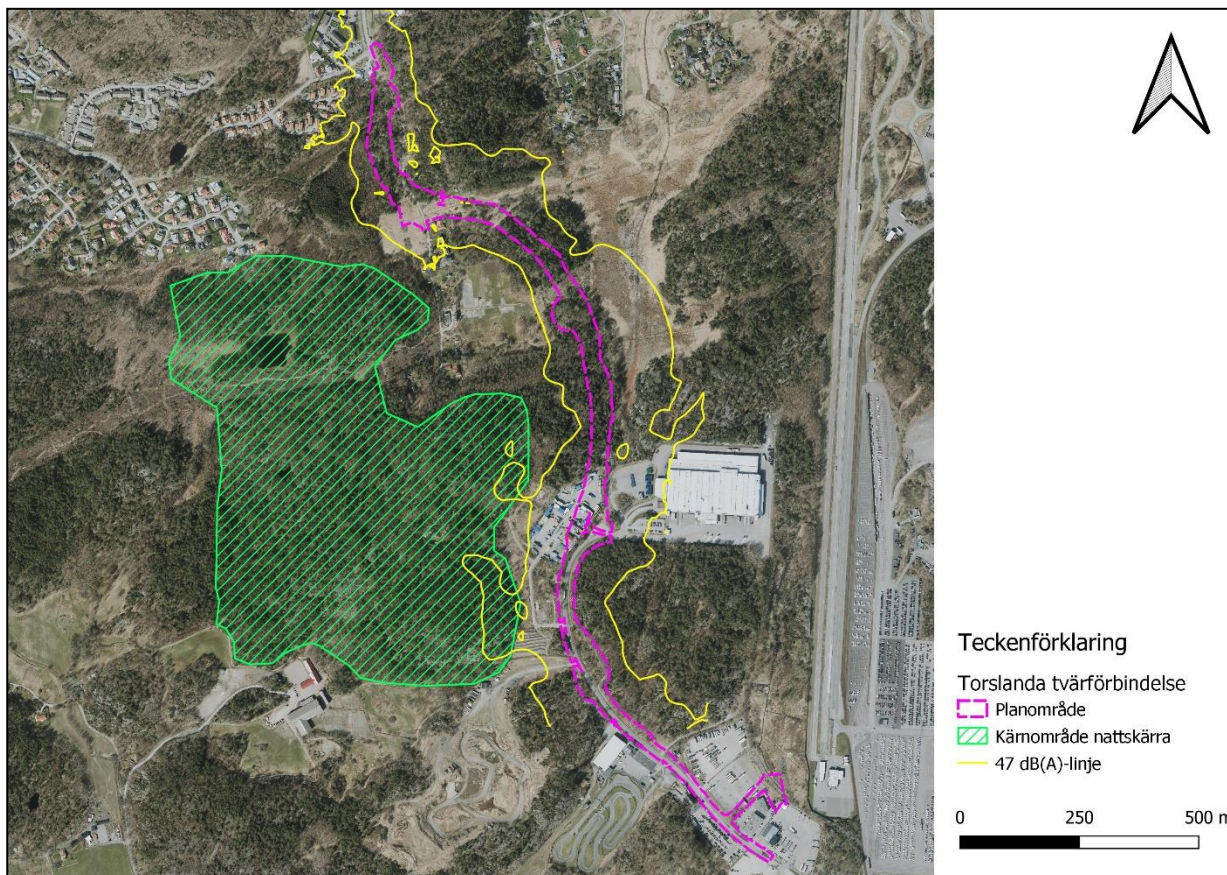 Teckenförklaring
Torslanda tvärförbindelse
Planområde
Kärnområde nattskärra
47 dB(A)-linje
0 250 500 m